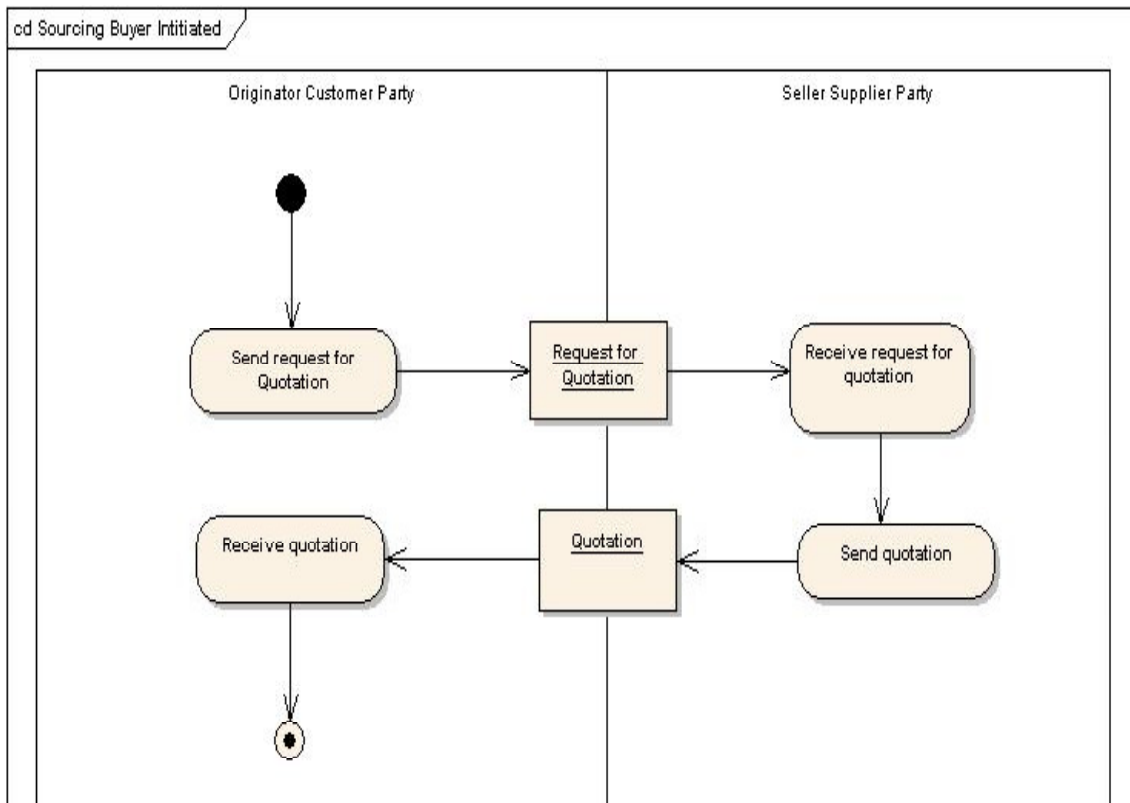 cd Sourcing Buyer Intitiated
Originator Customer Party
Seller Supplier Party
Send request for
Quotation
Request for
Quotation
Receive request for
quotation
Receive quotation
Quotation
Send quotation